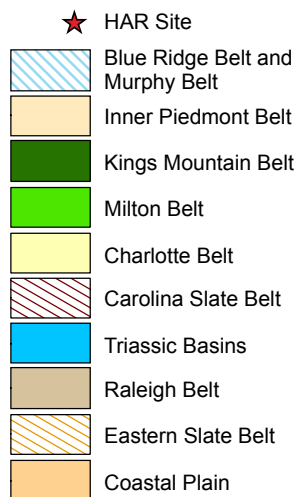 HAR Site
Blue Ridge Belt and
Murphy Belt
Inner Piedmont Belt
Kings Mountain Belt
Milton Belt
Charlotte Belt
Carolina Slate Belt
Triassic Basins
Raleigh Belt
Eastern Slate Belt
Coastal Plain